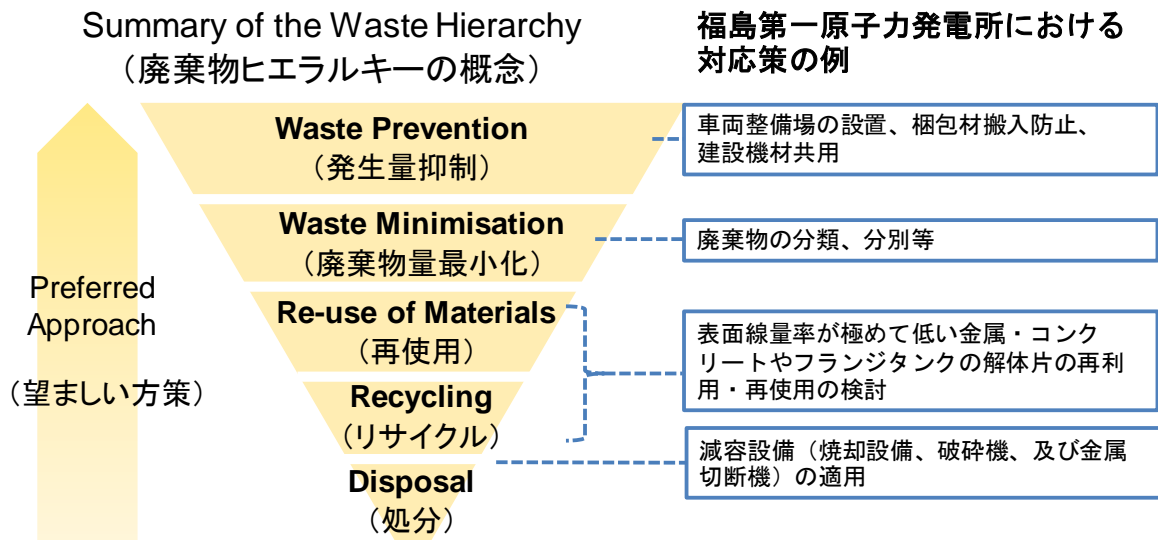 Summary of the Waste Hierarchy
（廃棄物ヒエラルキーの概念）
福島第一原子力発電所における
対応策の例
Waste Prevention
（発生量抑制）
車両整備場の設置、梱包材搬入防止、
建設機材共用
Waste Minimisation
（廃棄物量最小化）
廃棄物の分類、分別等
Preferred
Approach
（望ましい方策）
Re-use of Materials
（再使用）
Recycling
（リサイクル）
表面線量率が極めて低い金属・コンク
リートやフランジタンクの解体片の再利
用・再使用の検討
Disposal
（処分）
減容設備（焼却設備、破砕機、及び金属
切断機）の適用